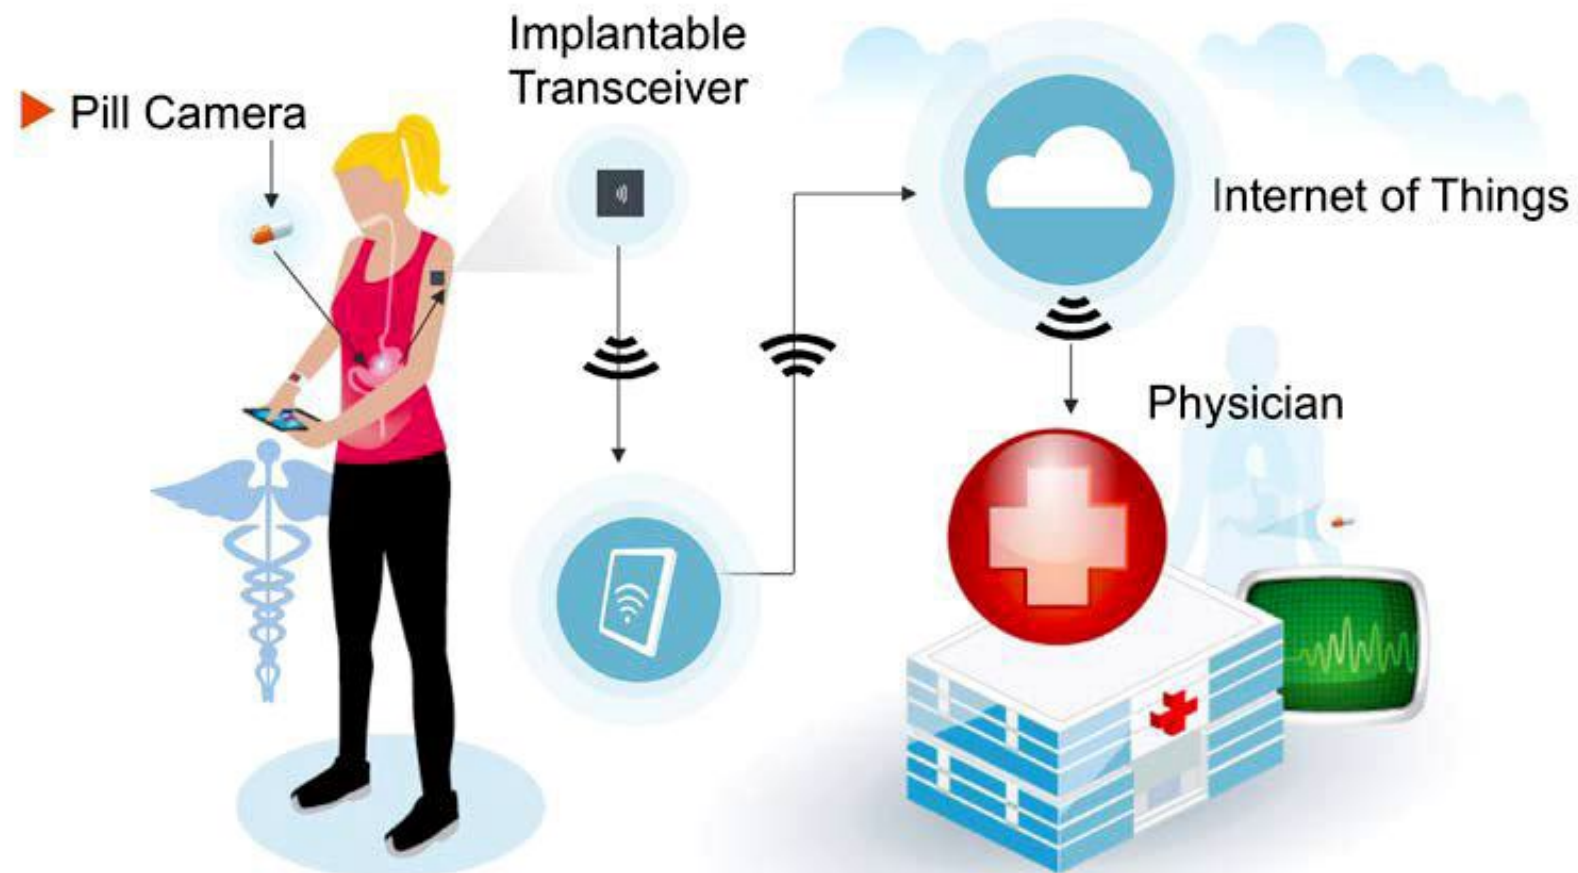 Implantable
Transceiver
Pill Camera
Internet of Things
Physician